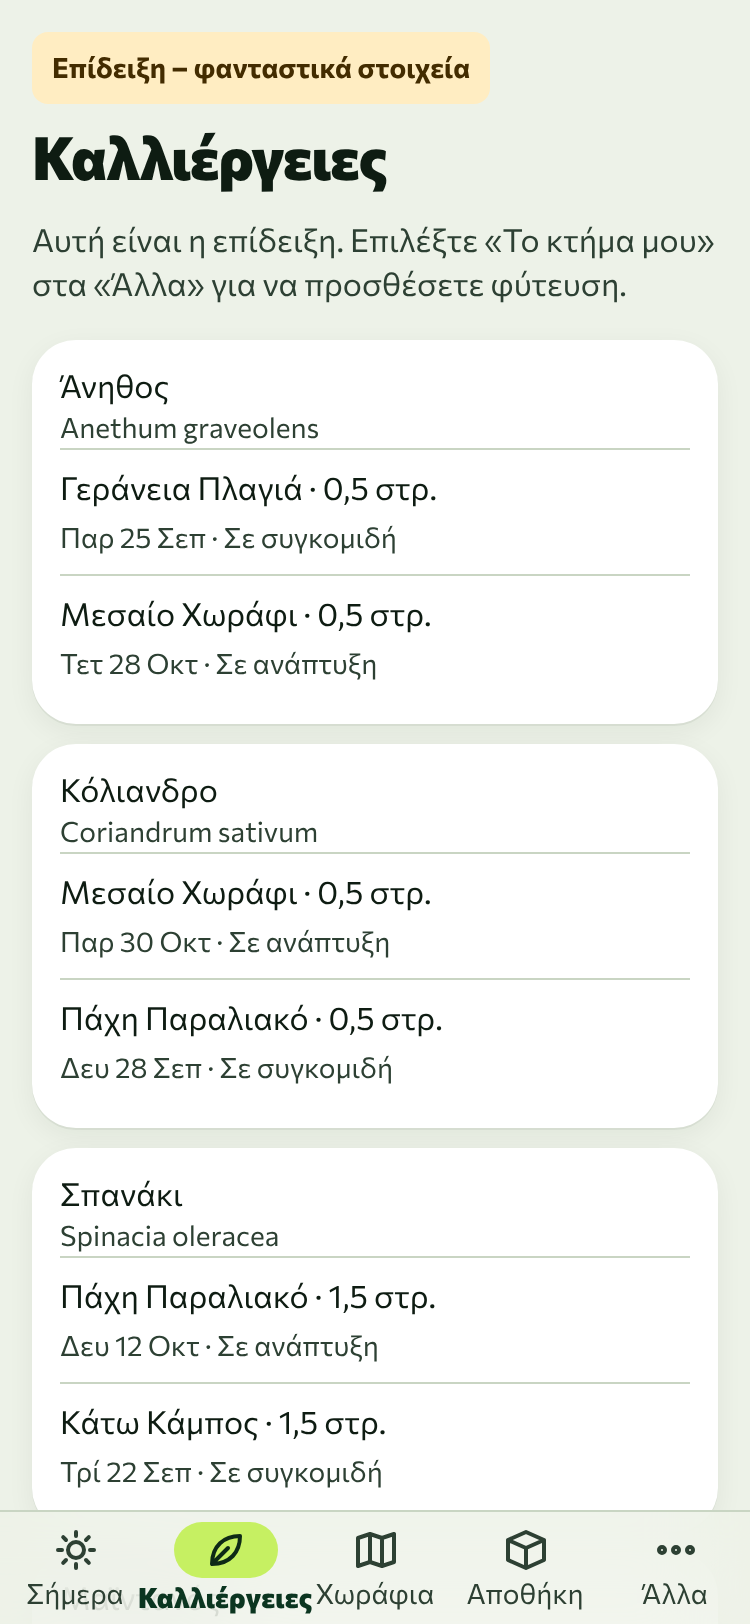 Επίδειξη – φανταστικά στοιχεία
Καλλιέργειες
Αυτή είναι η επίδειξη. Επιλέξτε «Το κτήμα μου»
στα «Άλλα» για να προσθέσετε φύτευση.
Άνηθος
Anethum graveolens
Γεράνεια Πλαγιά · 0,5 στρ.
Παρ 25 Σεπ · Σε συγκομιδή
Μεσαίο Χωράφι · 0,5 στρ.
Τετ 28 Οκτ · Σε ανάπτυξη
Κόλιανδρο
Coriandrum sativum
Μεσαίο Χωράφι · 0,5 στρ.
Παρ 30 Οκτ · Σε ανάπτυξη
Πάχη Παραλιακό · 0,5 στρ.
Δευ 28 Σεπ · Σε συγκομιδή
Σπανάκι
Spinacia oleracea
Πάχη Παραλιακό · 1,5 στρ.
Δευ 12 Οκτ · Σε ανάπτυξη
Κάτω Κάμπος · 1,5 στρ.
Τρί 22 Σεπ · Σε συγκομιδή
Σήμερα Καλλιέργειες Χωράφια Αποθήκη Άλλα